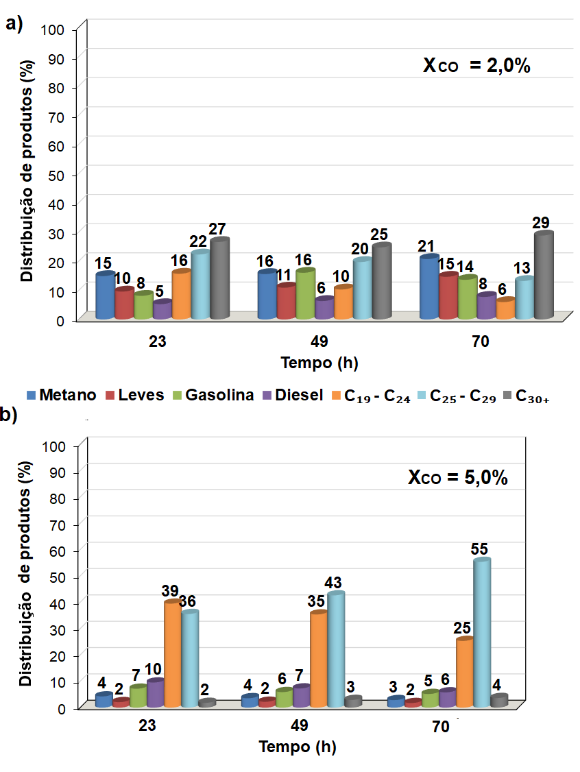 a)
X CO = 2,0%
Distribuição de produtos (%)
100
90
80
70
60
50
40
30
20
10
0
15 10 8 5 16 22 27
16 11 16 6 10 20 25
21 15 14 8 6 13 29
23 49 70
Tempo (h)
Metano Leves Gasolina Diesel C19 - C24 C25 - C29 C30+
b)
XCO = 5,0%
Distribuição de produtos (%)
100
90
80
70
60
50
40
30
20
10
0
4 2 7 10 39 36 2
4 2 6 7 35 43 3
3 2 5 6 25 55 4
23 49 70
Tempo (h)